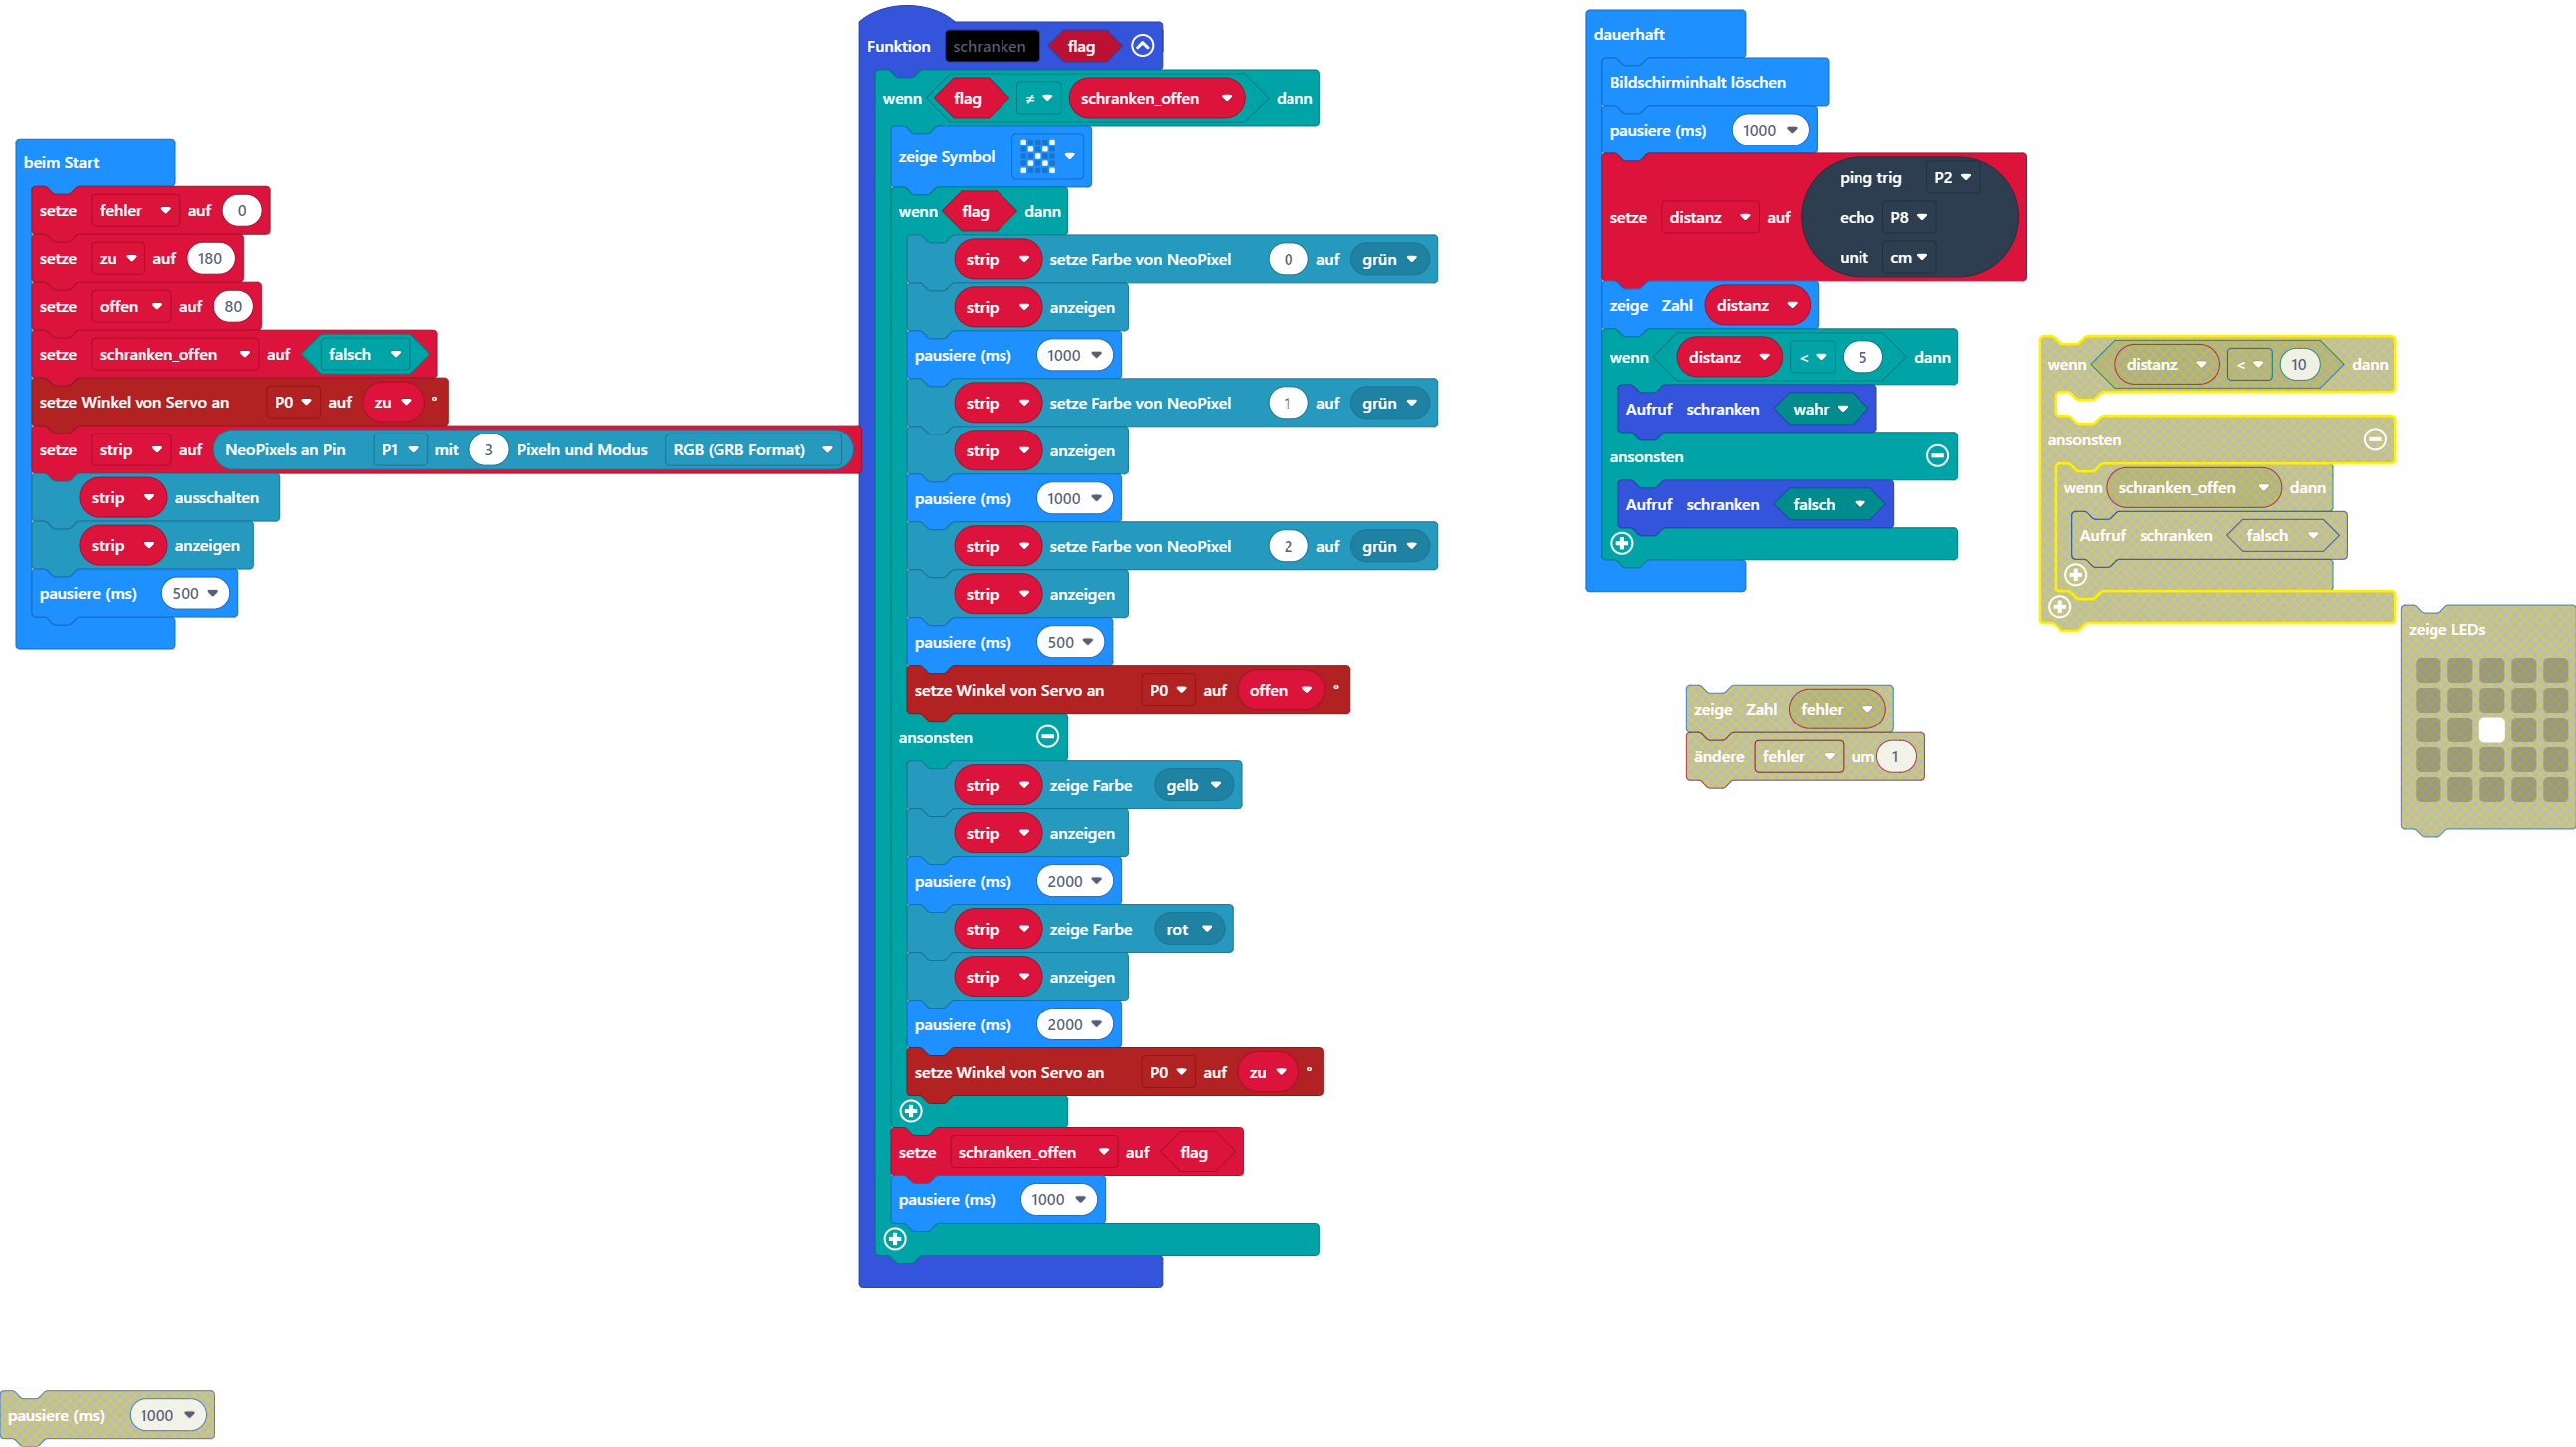 beim Start
setze fehler auf 0
setze zu auf 180
setze offen auf 80
setze schranken_offen auf falsch
setze Winkel von Servo an P0 auf zu °
setze strip auf NeoPixels an Pin P1 mit 3 Pixeln und Modus RGB (GRB Format)
strip ausschalten
strip anzeigen
pausiere (ms) 500
Funktion schranken flag
wenn flag ≠ schranken_offen dann
zeige Symbol
wenn flag dann
strip setze Farbe von NeoPixel 0 auf grün
strip anzeigen
pausiere (ms) 1000
strip setze Farbe von NeoPixel 1 auf grün
strip anzeigen
pausiere (ms) 1000
strip setze Farbe von NeoPixel 2 auf grün
strip anzeigen
pausiere (ms) 500
setze Winkel von Servo an P0 auf offen °
ansonsten
strip zeige Farbe gelb
strip anzeigen
pausiere (ms) 2000
strip zeige Farbe rot
strip anzeigen
pausiere (ms) 2000
setze Winkel von Servo an P0 auf zu °
setze schranken_offen auf flag
pausiere (ms) 1000
dauerhaft
Bildschirminhalt löschen
pausiere (ms) 1000
setze distanz auf
ping trig P2
echo P8
unit cm
zeige Zahl distanz
wenn distanz < 5 dann
Aufruf schranken wahr
ansonsten
Aufruf schranken falsch
wenn distanz < 10 dann
ansonsten
wenn schranken_offen dann
Aufruf schranken falsch
zeige LEDs
zeige Zahl fehler
ändere fehler um 1
pausiere (ms) 1000